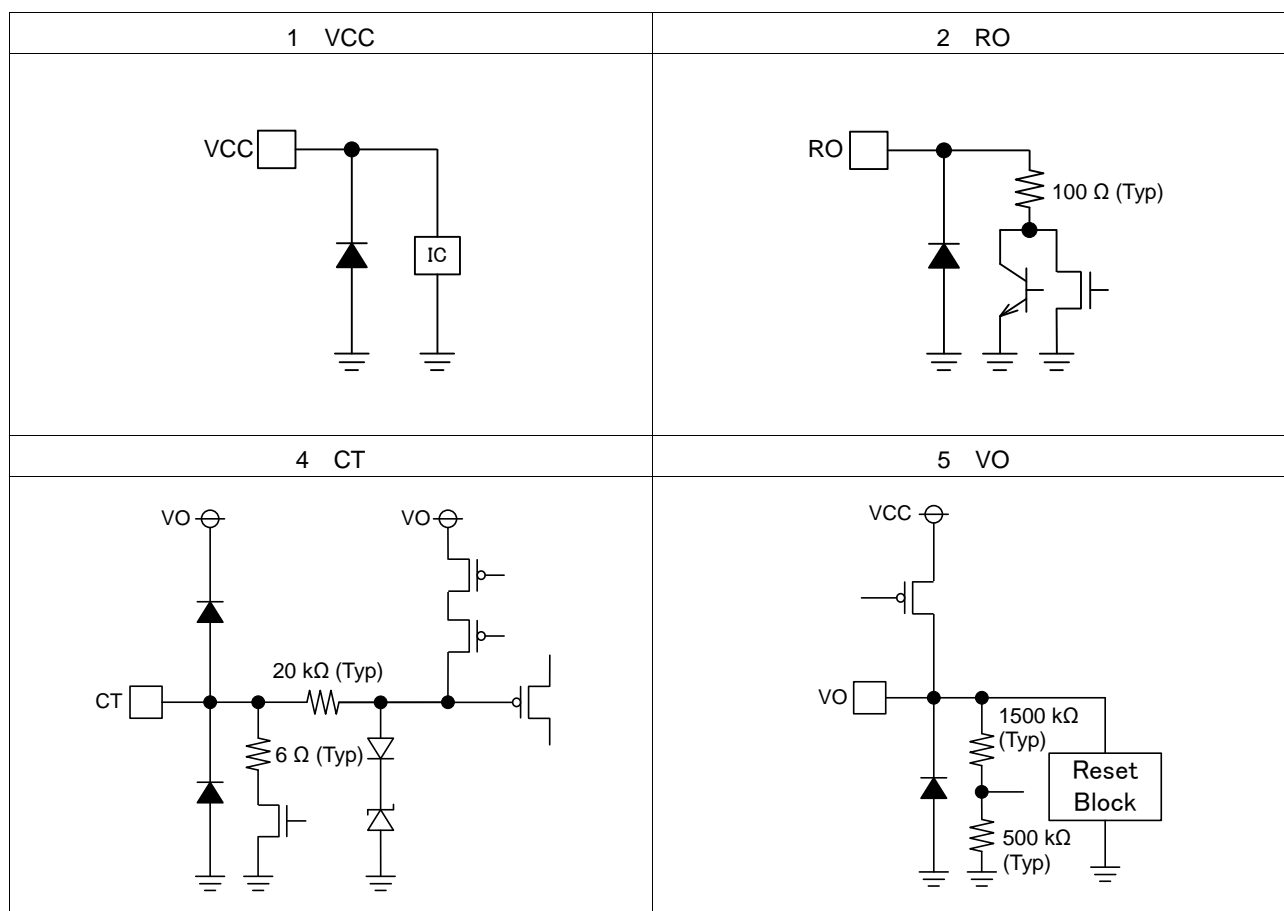 1 VCC
2 RO
VCC
IC
RO
100 Ω (Typ)
4 CT
5 VO
VO
VO
20 kΩ (Typ)
CT
6 Ω (Typ)
VCC
VO
1500 kΩ
(Typ)
500 kΩ
(Typ)
Reset
Block